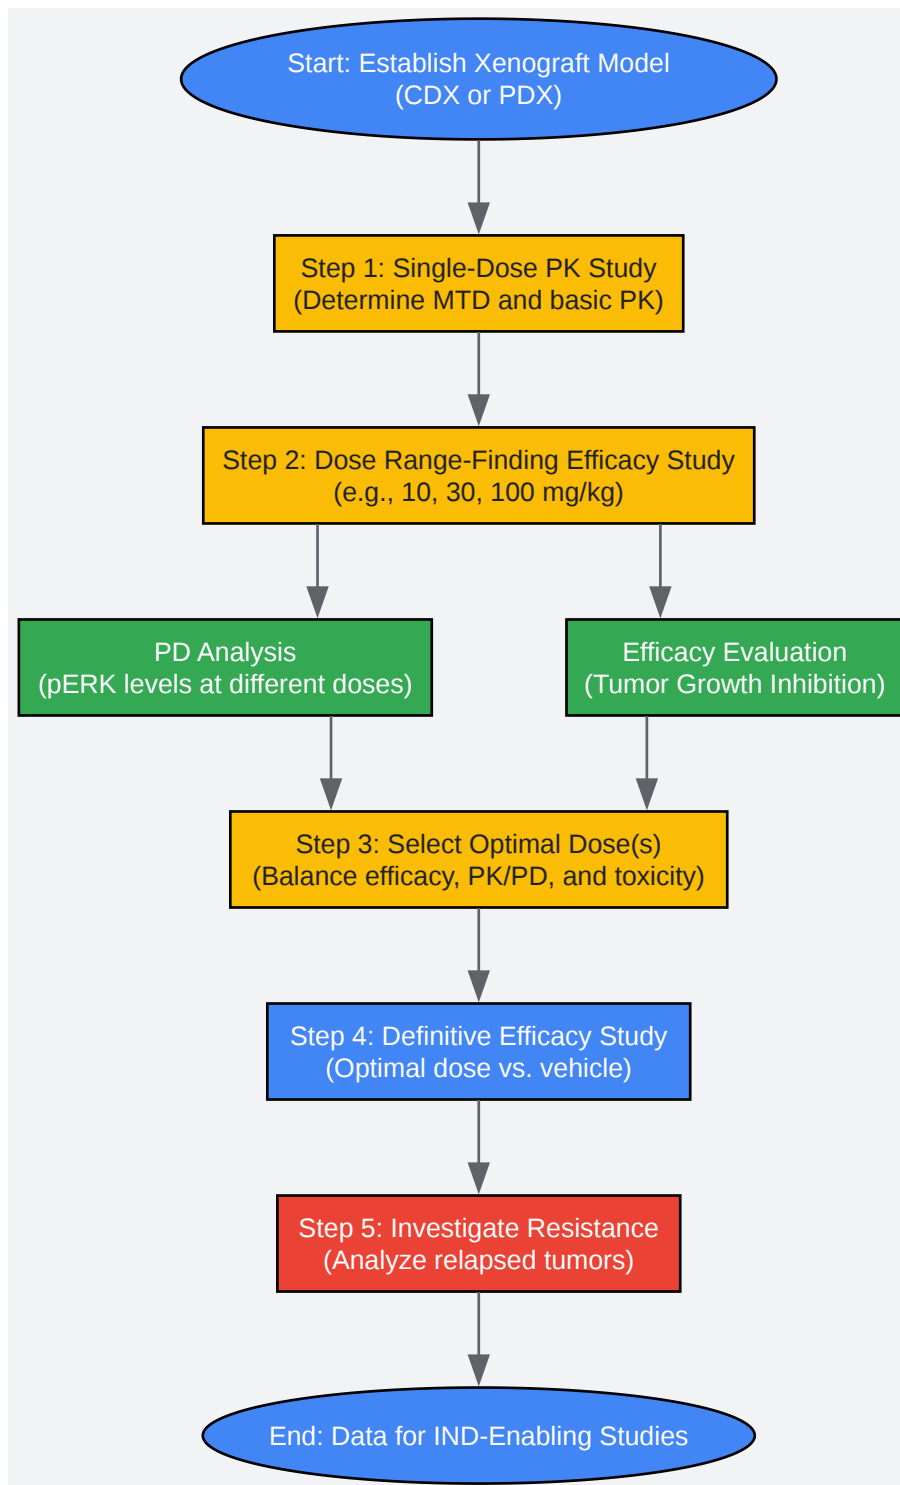 Start: Establish Xenograft Model
(CDX or PDX)
Step 1: Single-Dose PK Study
(Determine MTD and basic PK)
Step 2: Dose Range-Finding Efficacy Study
(e.g., 10, 30, 100 mg/kg)
PD Analysis
(pERK levels at different doses)
Efficacy Evaluation
(Tumor Growth Inhibition)
Step 3: Select Optimal Dose(s)
(Balance efficacy, PK/PD, and toxicity)
Step 4: Definitive Efficacy Study
(Optimal dose vs. vehicle)
Step 5: Investigate Resistance
(Analyze relapsed tumors)
End: Data for IND-Enabling Studies